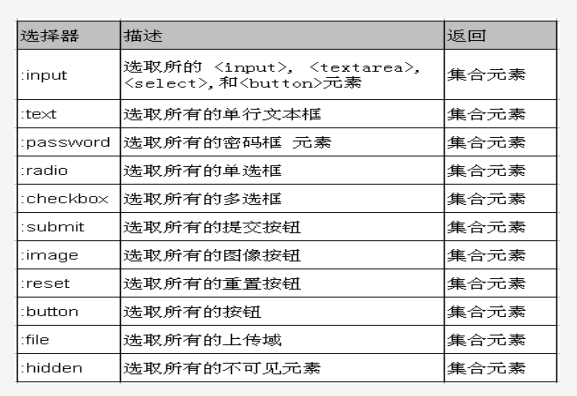 选择器 描述 返回
:input 选取所的 <input>, <textarea>, <select>,和<button>元素 集合元素
:text 选取所有的单行文本框 集合元素
:password 选取所有的密码框 元素 集合元素
:radio 选取所有的单选框 集合元素
:checkbox 选取所有的多选框 集合元素
:submit 选取所有的提交按钮 集合元素
:image 选取所有的图像按钮 集合元素
:reset 选取所有的重置按钮 集合元素
:button 选取所有的按钮 集合元素
:file 选取所有的上传域 集合元素
:hidden 选取所有的不可见元素 集合元素